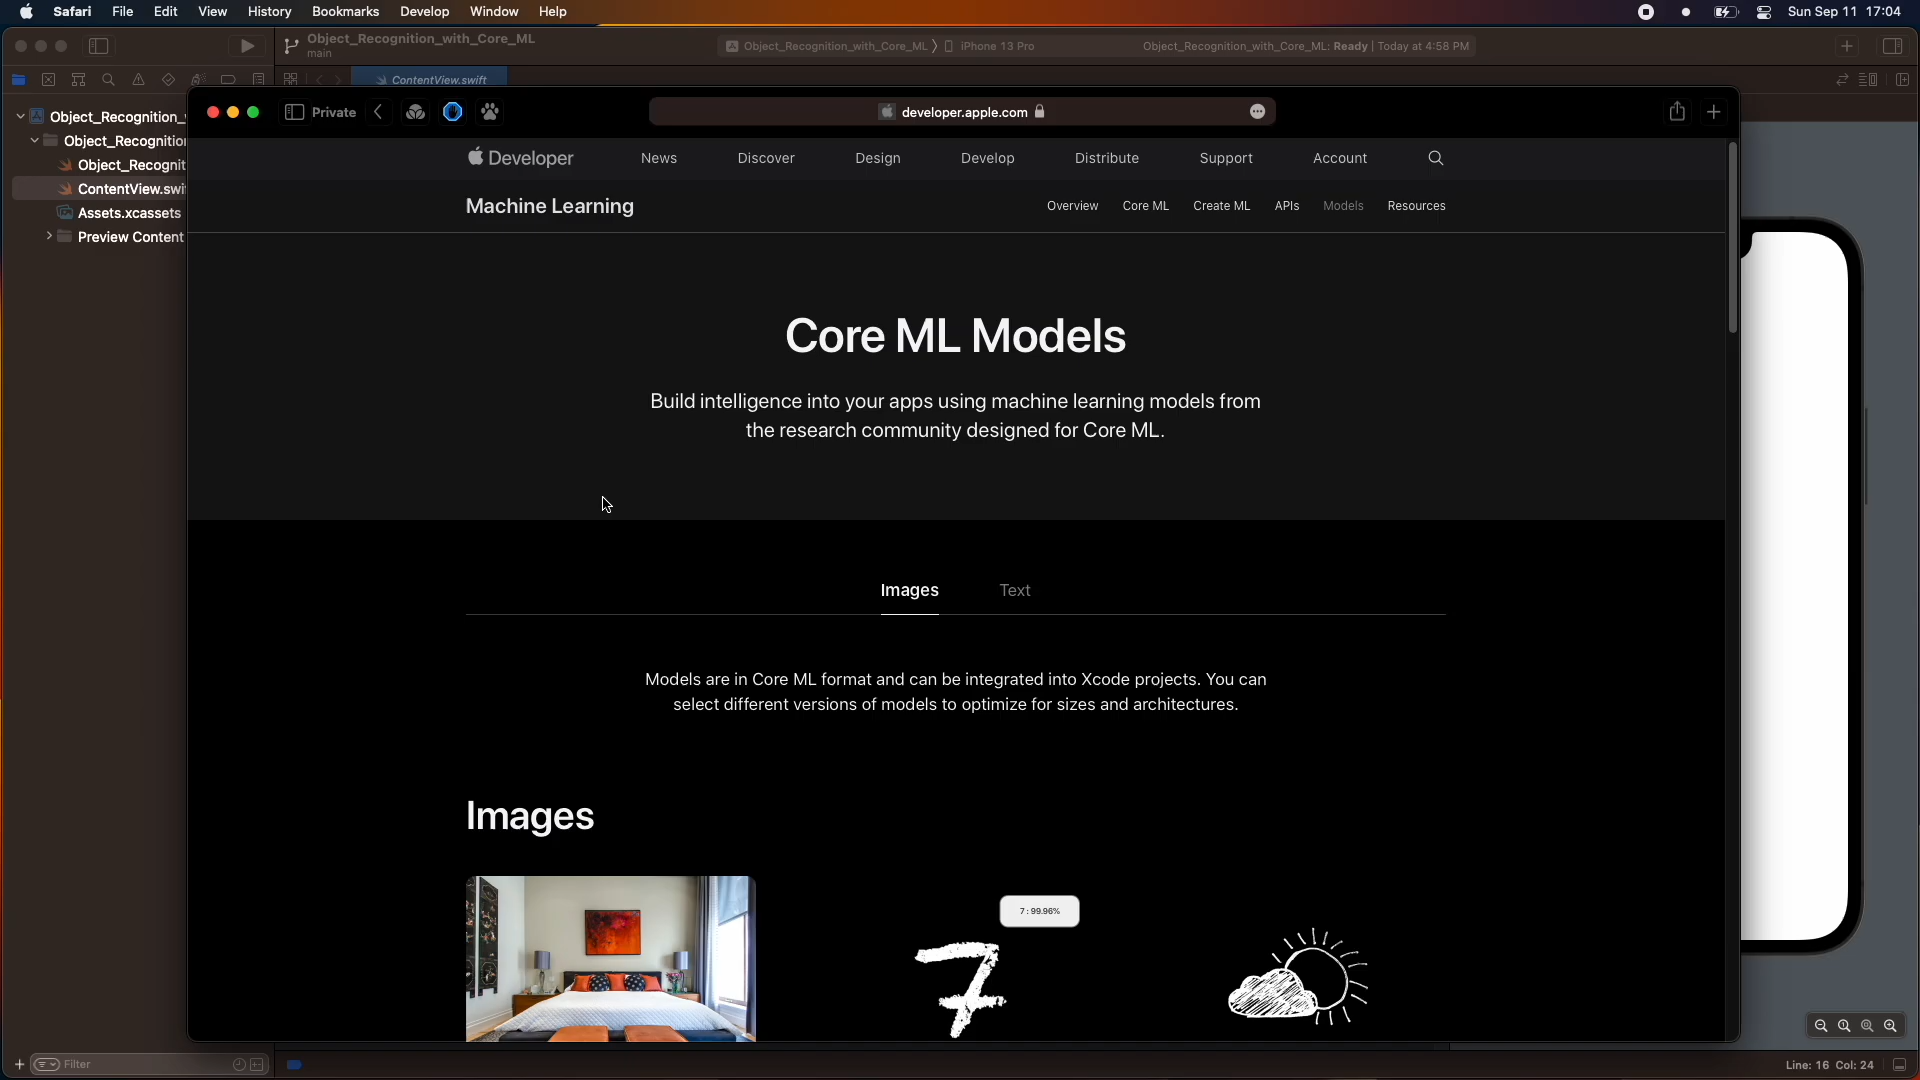 Safari File Edit View History Bookmarks Develop Window Help Sun Sep 11 17:04
Object_Recognition_with_Core_ML
main
Object_Recognition_with_Core_ML iPhone 13 Pro Object_Recognition_with_Core_ML: Ready | Today at 4:58 PM
ContentView.swift
Private developer.apple.com
Object_Recognition_
Object_Recognition
Object_Recognit
ContentView.swi
Assets.xcassets
Preview Content
Developer News Discover Design Develop Distribute Support Account
Machine Learning Overview Core ML Create ML APIs Models Resources
Core ML Models
Build intelligence into your apps using machine learning models from
the research community designed for Core ML.
Images Text
Models are in Core ML format and can be integrated into Xcode projects. You can
select different versions of models to optimize for sizes and architectures.
Images
7 : 99.96%
7
Filter Line: 16 Col: 24